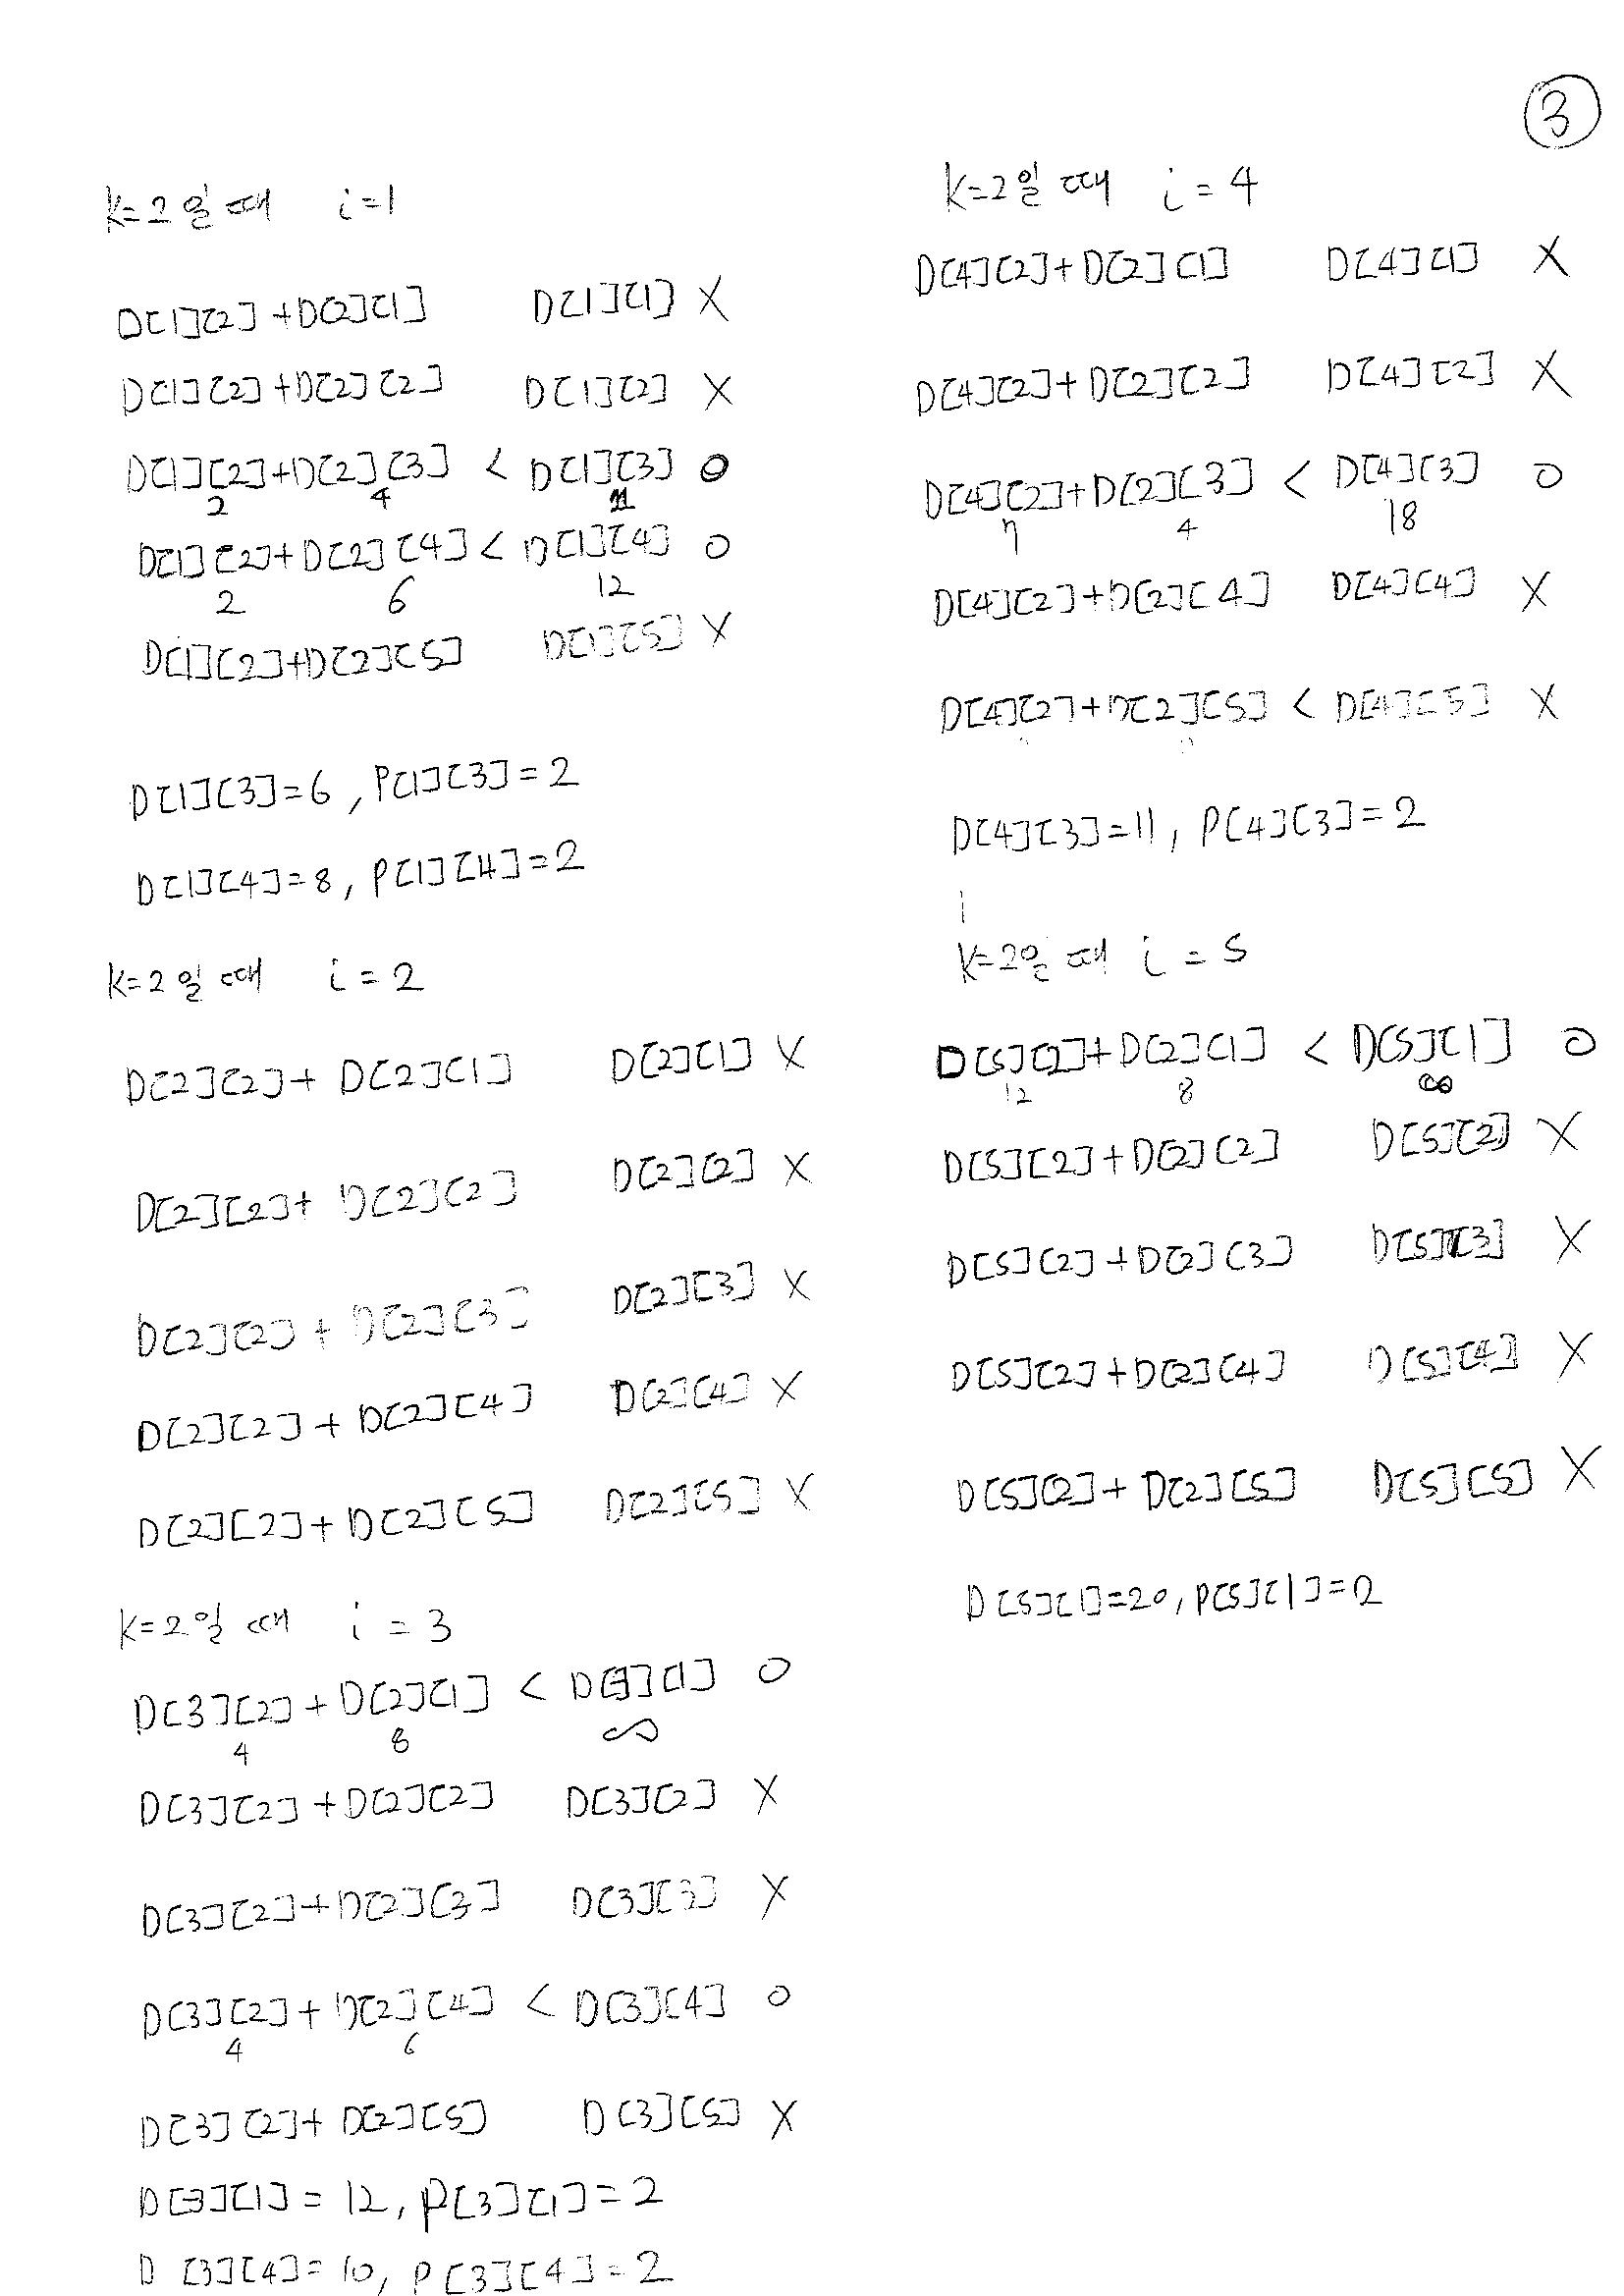 ③
k=2일 때 i=1
D[1][2]+D[2][1] D[1][1] X
D[1][2]+D[2][2] D[1][2] X
D[1][2]+D[2][3] < D[1][3] O
2 4 11
D[1][2]+D[2][4] < D[1][4] O
2 6 12
D[1][2]+D[2][5] D[1][5] X
D[1][3]=6, P[1][3]=2
D[1][4]=8, P[1][4]=2
k=2일 때 i=2
D[2][2]+D[2][1] D[2][1] X
D[2][2]+D[2][2] D[2][2] X
D[2][2]+D[2][3] D[2][3] X
D[2][2]+D[2][4] D[2][4] X
D[2][2]+D[2][5] D[2][5] X
k=2일 때 i=3
D[3][2]+D[2][1] < D[3][1] O
4 8 ∞
D[3][2]+D[2][2] D[3][2] X
D[3][2]+D[2][3] D[3][3] X
D[3][2]+D[2][4] < D[3][4] O
4 6
D[3][2]+D[2][5] D[3][5] X
D[3][1]=12, P[3][1]=2
D[3][4]=10, P[3][4]=2
k=2일 때 i=4
D[4][2]+D[2][1] D[4][1] X
D[4][2]+D[2][2] D[4][2] X
D[4][2]+D[2][3] < D[4][3] O
7 4 18
D[4][2]+D[2][4] D[4][4] X
D[4][2]+D[2][5] < D[4][5] X
D[4][3]=11, P[4][3]=2
k=2일 때 i=5
D[5][2]+D[2][1] < D[5][1] O
12 8 ∞
D[5][2]+D[2][2] D[5][2] X
D[5][2]+D[2][3] D[5][3] X
D[5][2]+D[2][4] D[5][4] X
D[5][2]+D[2][5] D[5][5] X
D[5][1]=20, P[5][1]=2